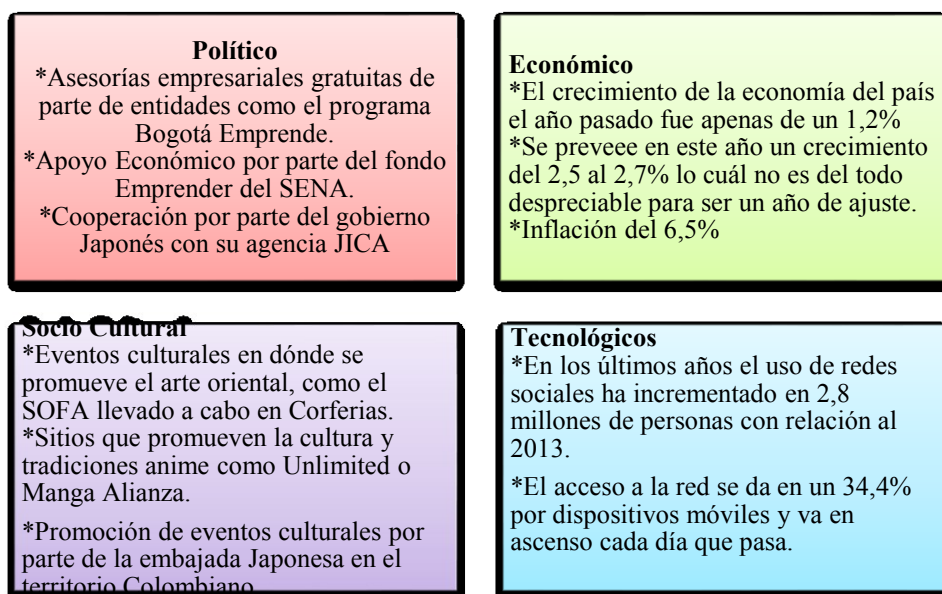 Político
*Asesorías empresariales gratuitas de
parte de entidades como el programa
Bogotá Emprende.
*Apoyo Económico por parte del fondo
Emprender del SENA.
*Cooperación por parte del gobierno
Japonés con su agencia JICA
Económico
*El crecimiento de la economía del país
el año pasado fue apenas de un 1,2%
*Se preveee en este año un crecimiento
del 2,5 al 2,7% lo cuál no es del todo
despreciable para ser un año de ajuste.
*Inflación del 6,5%
Socio Cultural
*Eventos culturales en dónde se
promueve el arte oriental, como el
SOFA llevado a cabo en Corferias.
*Sitios que promueven la cultura y
tradiciones anime como Unlimited o
Manga Alianza.
*Promoción de eventos culturales por
parte de la embajada Japonesa en el
territorio Colombiano
Tecnológicos
*En los últimos años el uso de redes
sociales ha incrementado en 2,8
millones de personas con relación al
2013.
*El acceso a la red se da en un 34,4%
por dispositivos móviles y va en
ascenso cada día que pasa.